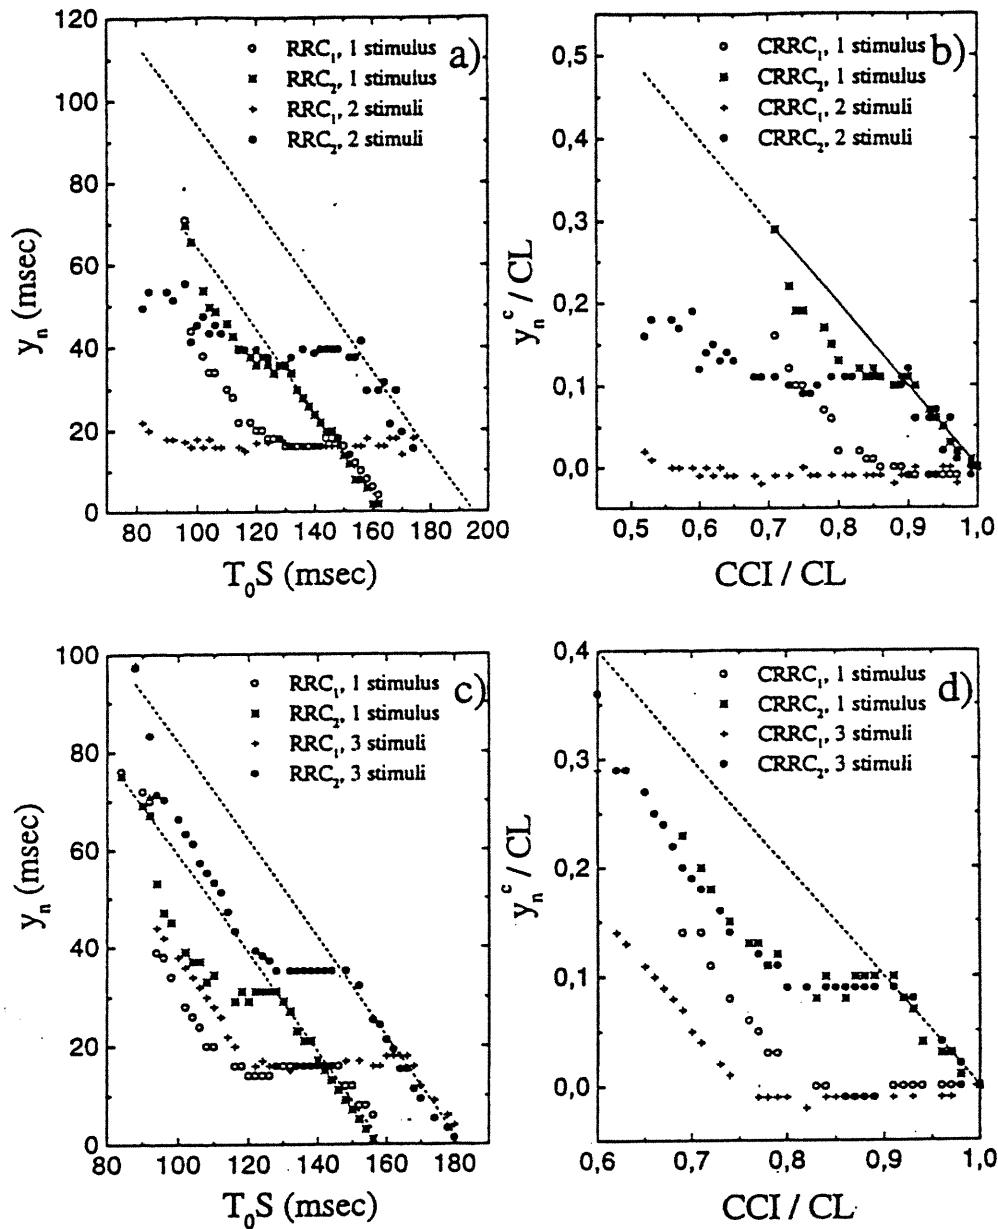 a)
RRC₁, 1 stimulus
RRC₂, 1 stimulus
RRC₁, 2 stimuli
RRC₂, 2 stimuli
120
100
80
60
40
20
0
yₙ (msec)
80 100 120 140 160 180 200
T₀S (msec)
b)
CRRC₁, 1 stimulus
CRRC₂, 1 stimulus
CRRC₁, 2 stimuli
CRRC₂, 2 stimuli
0,5
0,4
0,3
0,2
0,1
0,0
yₙᶜ / CL
0,5 0,6 0,7 0,8 0,9 1,0
CCI / CL
c)
RRC₁, 1 stimulus
RRC₂, 1 stimulus
RRC₁, 3 stimuli
RRC₂, 3 stimuli
100
80
60
40
20
0
yₙ (msec)
80 100 120 140 160 180
T₀S (msec)
d)
CRRC₁, 1 stimulus
CRRC₂, 1 stimulus
CRRC₁, 3 stimuli
CRRC₂, 3 stimuli
0,4
0,3
0,2
0,1
0,0
yₙᶜ / CL
0,6 0,7 0,8 0,9 1,0
CCI / CL